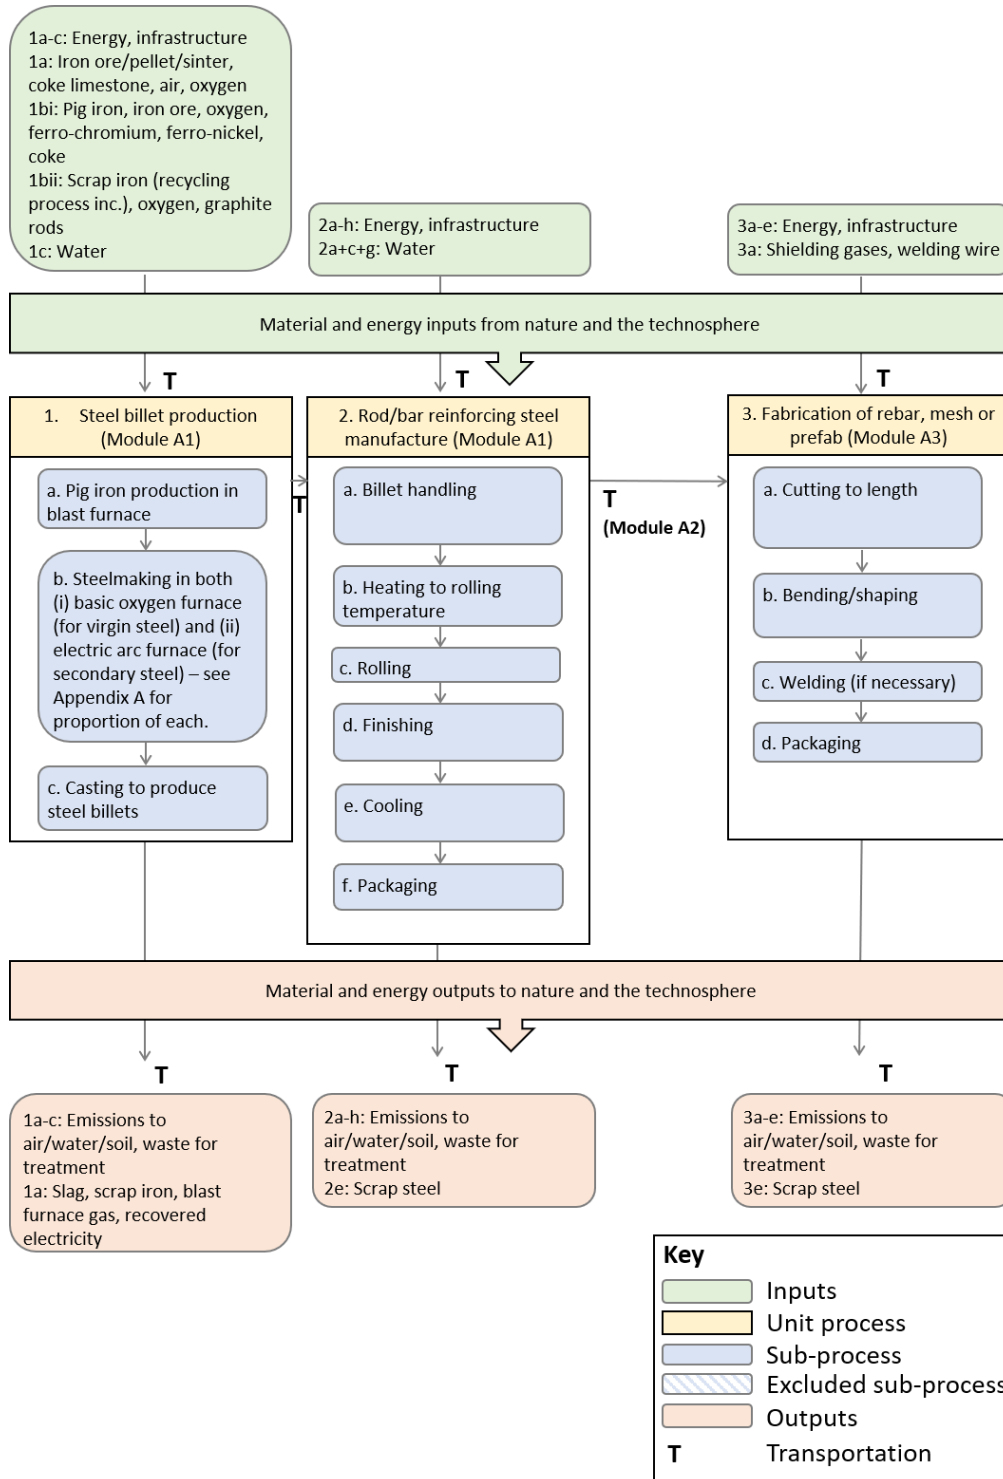 1a-c: Energy, infrastructure
1a: Iron ore/pellet/sinter,
coke limestone, air, oxygen
1bi: Pig iron, iron ore, oxygen,
ferro-chromium, ferro-nickel,
coke
1bii: Scrap iron (recycling
process inc.), oxygen, graphite
rods
1c: Water
2a-h: Energy, infrastructure
2a+c+g: Water
3a-e: Energy, infrastructure
3a: Shielding gases, welding wire
Material and energy inputs from nature and the technosphere
T
T
T
1. Steel billet production
(Module A1)
a. Pig iron production in
blast furnace
b. Steelmaking in both
(i) basic oxygen furnace
(for virgin steel) and (ii)
electric arc furnace (for
secondary steel) – see
Appendix A for
proportion of each.
c. Casting to produce
steel billets
T
2. Rod/bar reinforcing steel
manufacture (Module A1)
a. Billet handling
b. Heating to rolling
temperature
c. Rolling
d. Finishing
e. Cooling
f. Packaging
T
(Module A2)
3. Fabrication of rebar, mesh or
prefab (Module A3)
a. Cutting to length
b. Bending/shaping
c. Welding (if necessary)
d. Packaging
Material and energy outputs to nature and the technosphere
T
T
T
1a-c: Emissions to
air/water/soil, waste for
treatment
1a: Slag, scrap iron, blast
furnace gas, recovered
electricity
2a-h: Emissions to
air/water/soil, waste for
treatment
2e: Scrap steel
3a-e: Emissions to
air/water/soil, waste for
treatment
3e: Scrap steel
Key
Inputs
Unit process
Sub-process
Excluded sub-process
Outputs
T Transportation